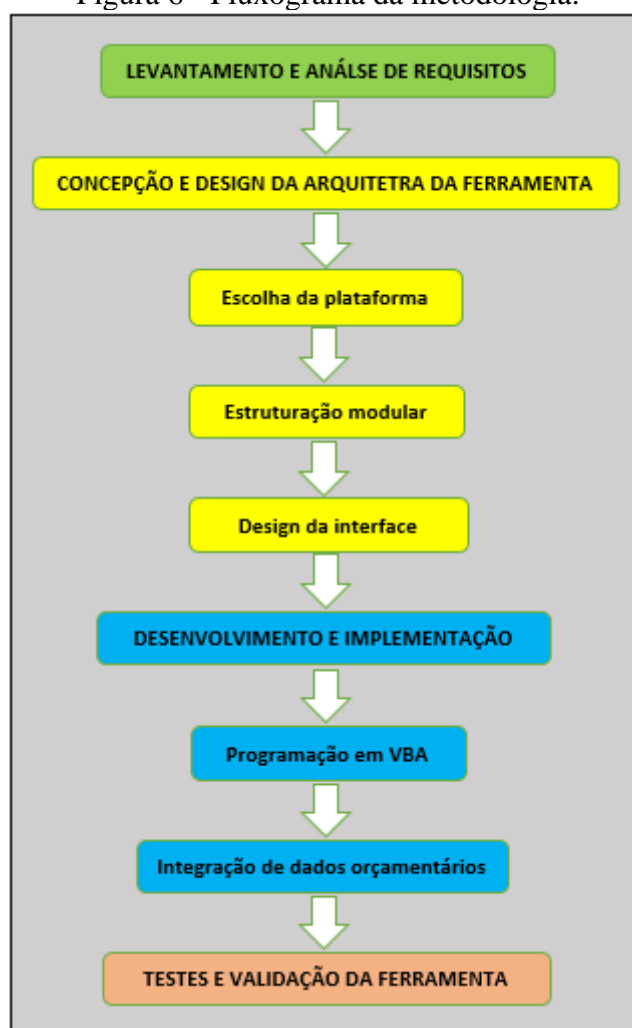 Figura 6 - Fluxograma da metodologia.
LEVANTAMENTO E ANÁLSE DE REQUISITOS
CONCEPÇÃO E DESIGN DA ARQUITETRA DA FERRAMENTA
Escolha da plataforma
Estruturação modular
Design da interface
DESENVOLVIMENTO E IMPLEMENTAÇÃO
Programação em VBA
Integração de dados orçamentários
TESTES E VALIDAÇÃO DA FERRAMENTA